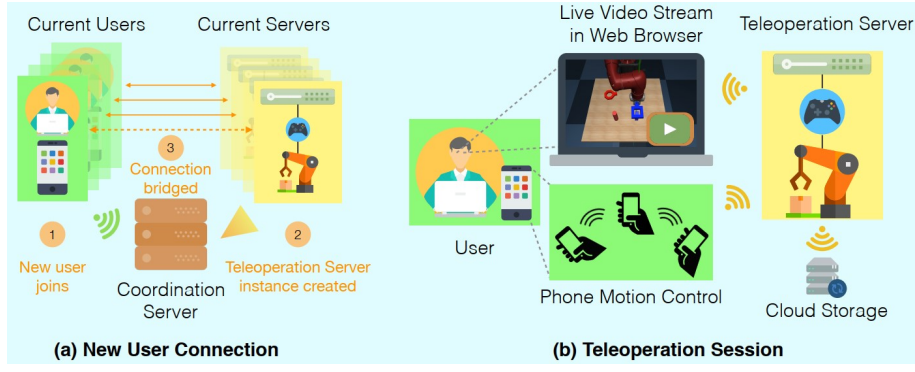 Current Users
Current Servers
3
Connection
bridged
1
New user
joins
Coordination
Server
2
Teleoperation Server
instance created
(a) New User Connection
Live Video Stream
in Web Browser
Teleoperation Server
User
Phone Motion Control
Cloud Storage
(b) Teleoperation Session